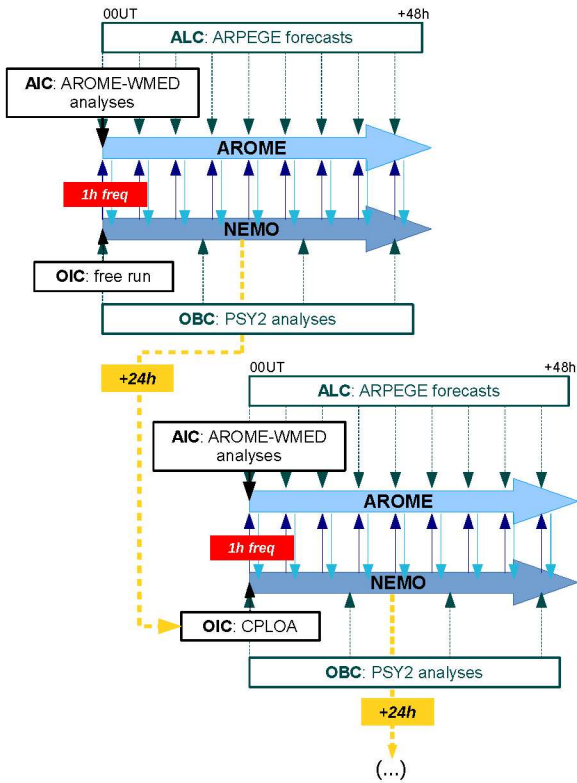 00UT +48h
ALC: ARPEGE forecasts
AIC: AROME-WMED
analyses
AROME
1h freq
NEMO
OIC: free run
OBC: PSY2 analyses
+24h
00UT +48h
ALC: ARPEGE forecasts
AIC: AROME-WMED
analyses
AROME
1h freq
NEMO
OIC: CPLOA
OBC: PSY2 analyses
+24h
(...)